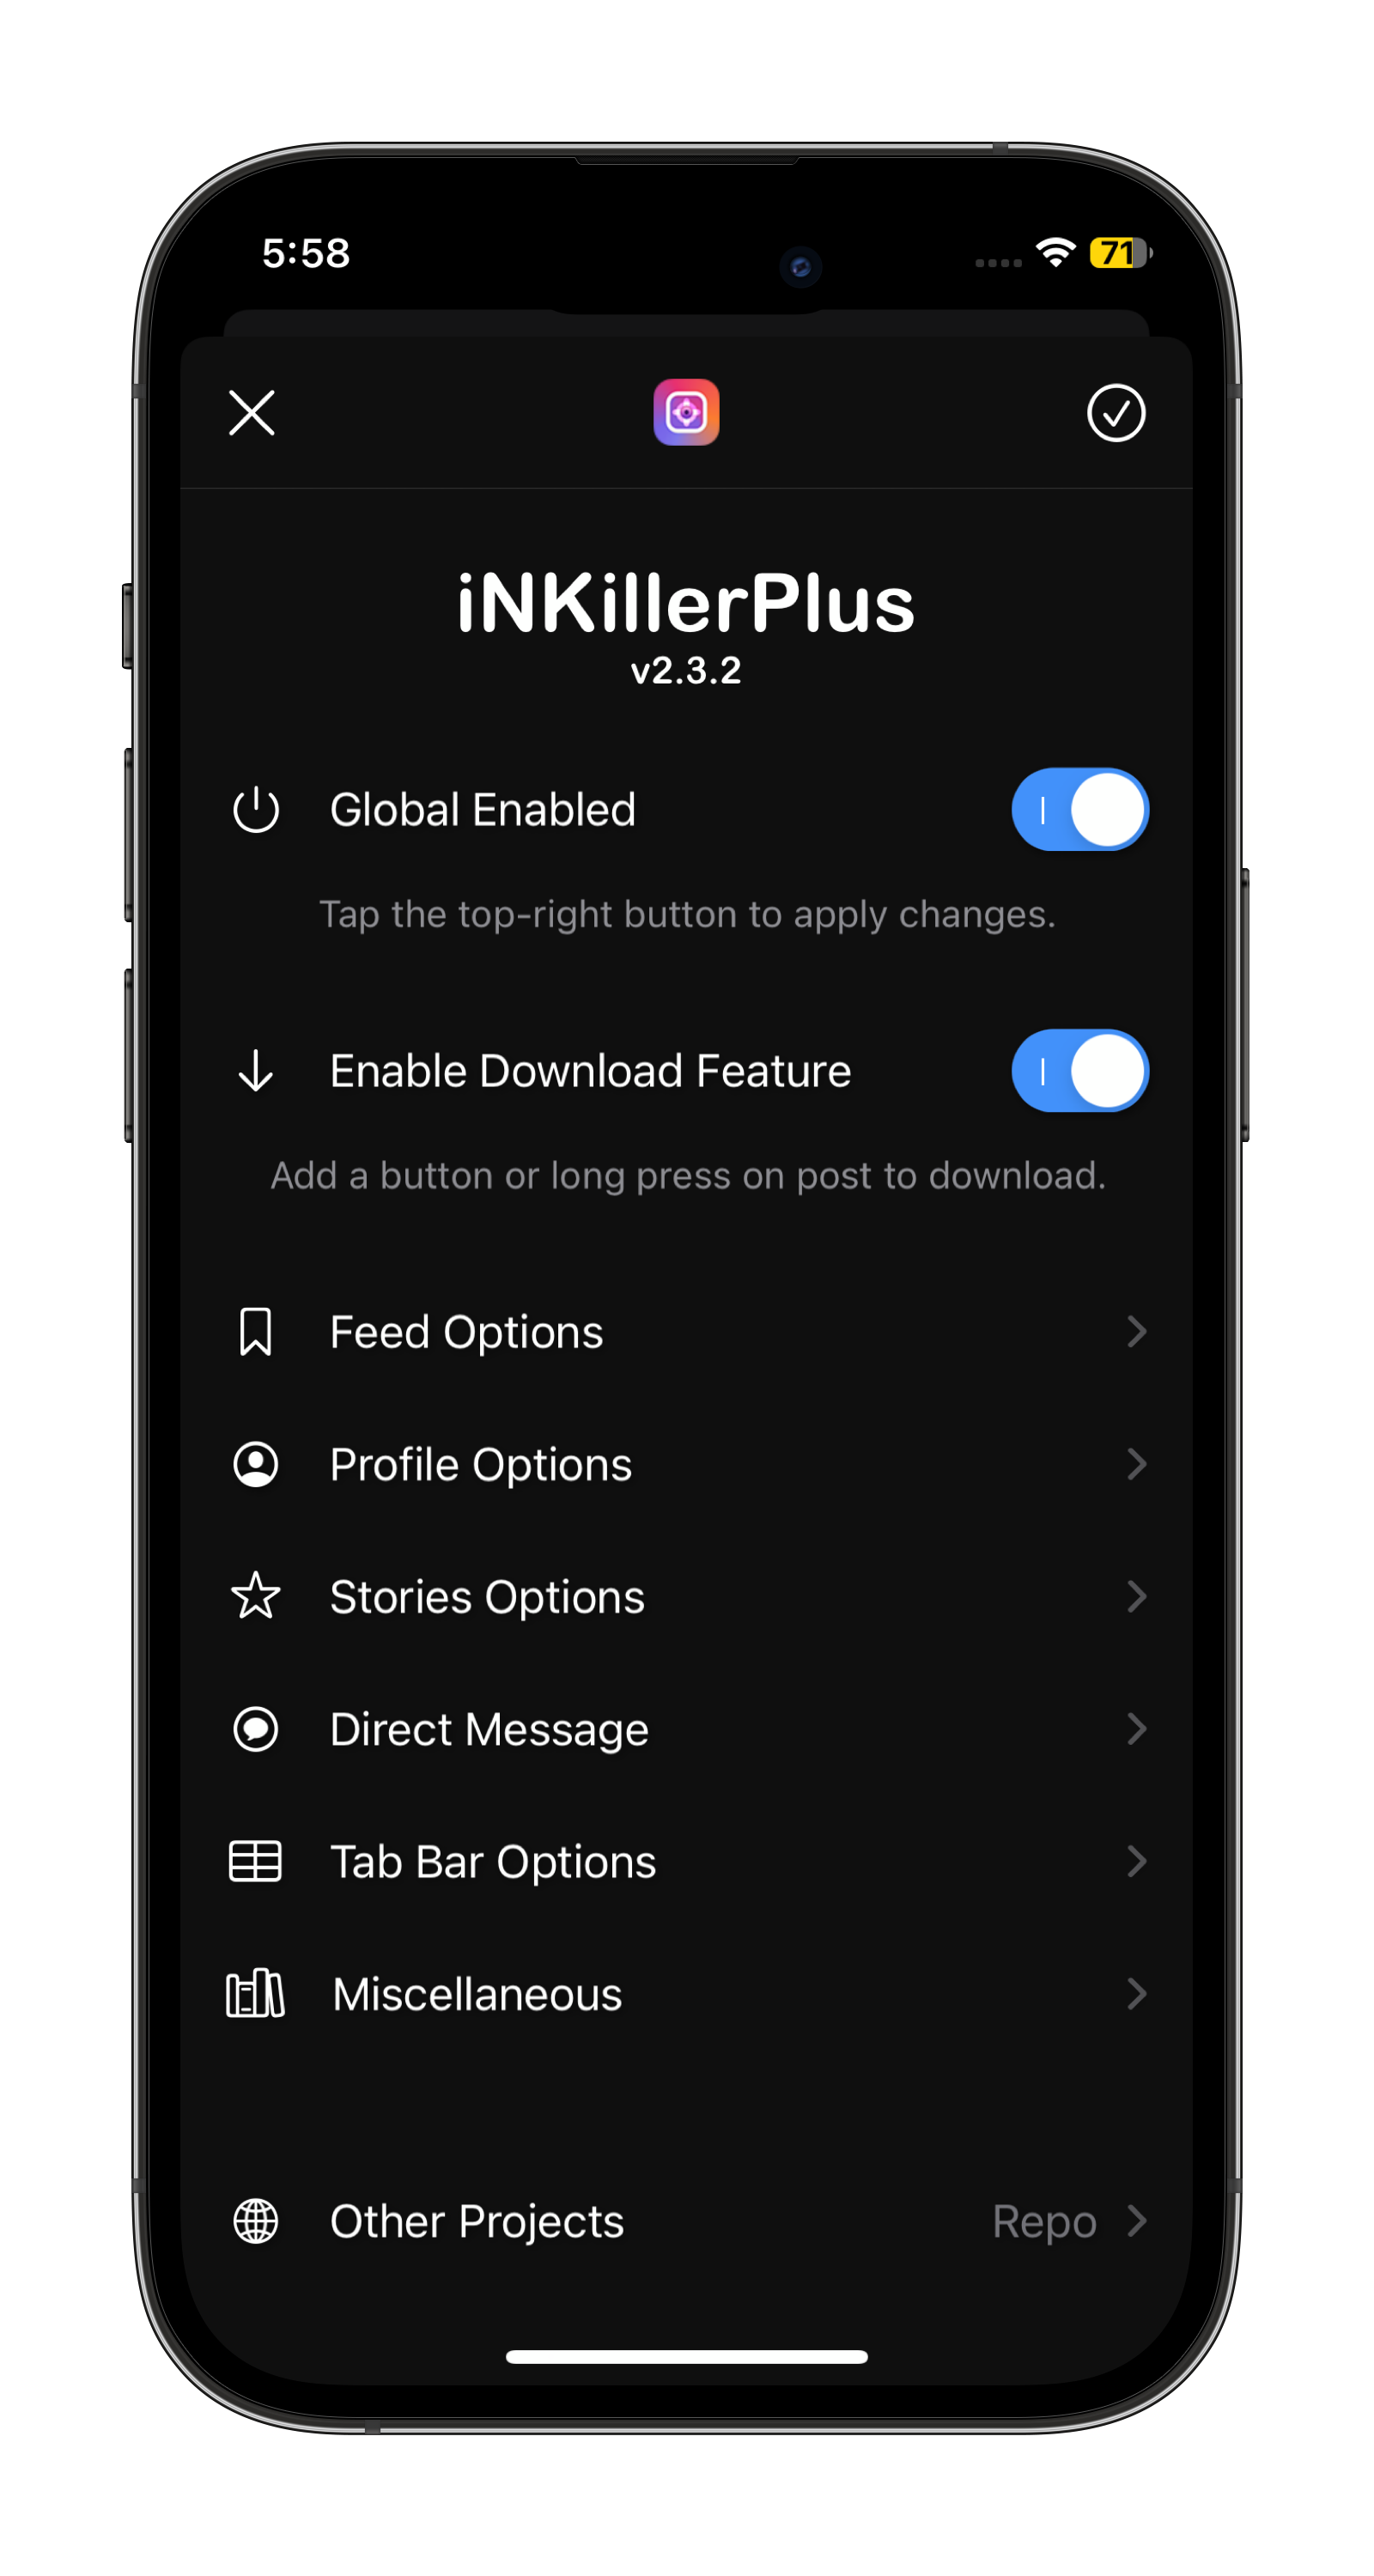 5:58
71
iNKillerPlus
v2.3.2
Global Enabled
Tap the top-right button to apply changes.
Enable Download Feature
Add a button or long press on post to download.
Feed Options
Profile Options
Stories Options
Direct Message
Tab Bar Options
Miscellaneous
Other Projects Repo